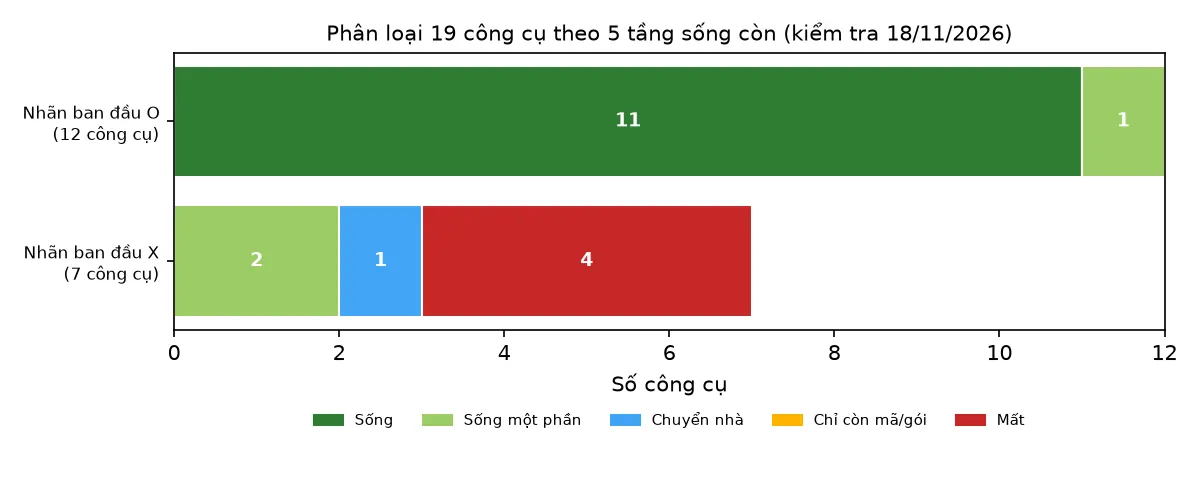 Phân loại 19 công cụ theo 5 tầng sống còn (kiểm tra 18/11/2026)
Nhãn ban đầu O
(12 công cụ)
11
1
Nhãn ban đầu X
(7 công cụ)
2
1
4
0
2
4
6
8
10
12
Số công cụ
Sống
Sống một phần
Chuyển nhà
Chỉ còn mã/gói
Mất